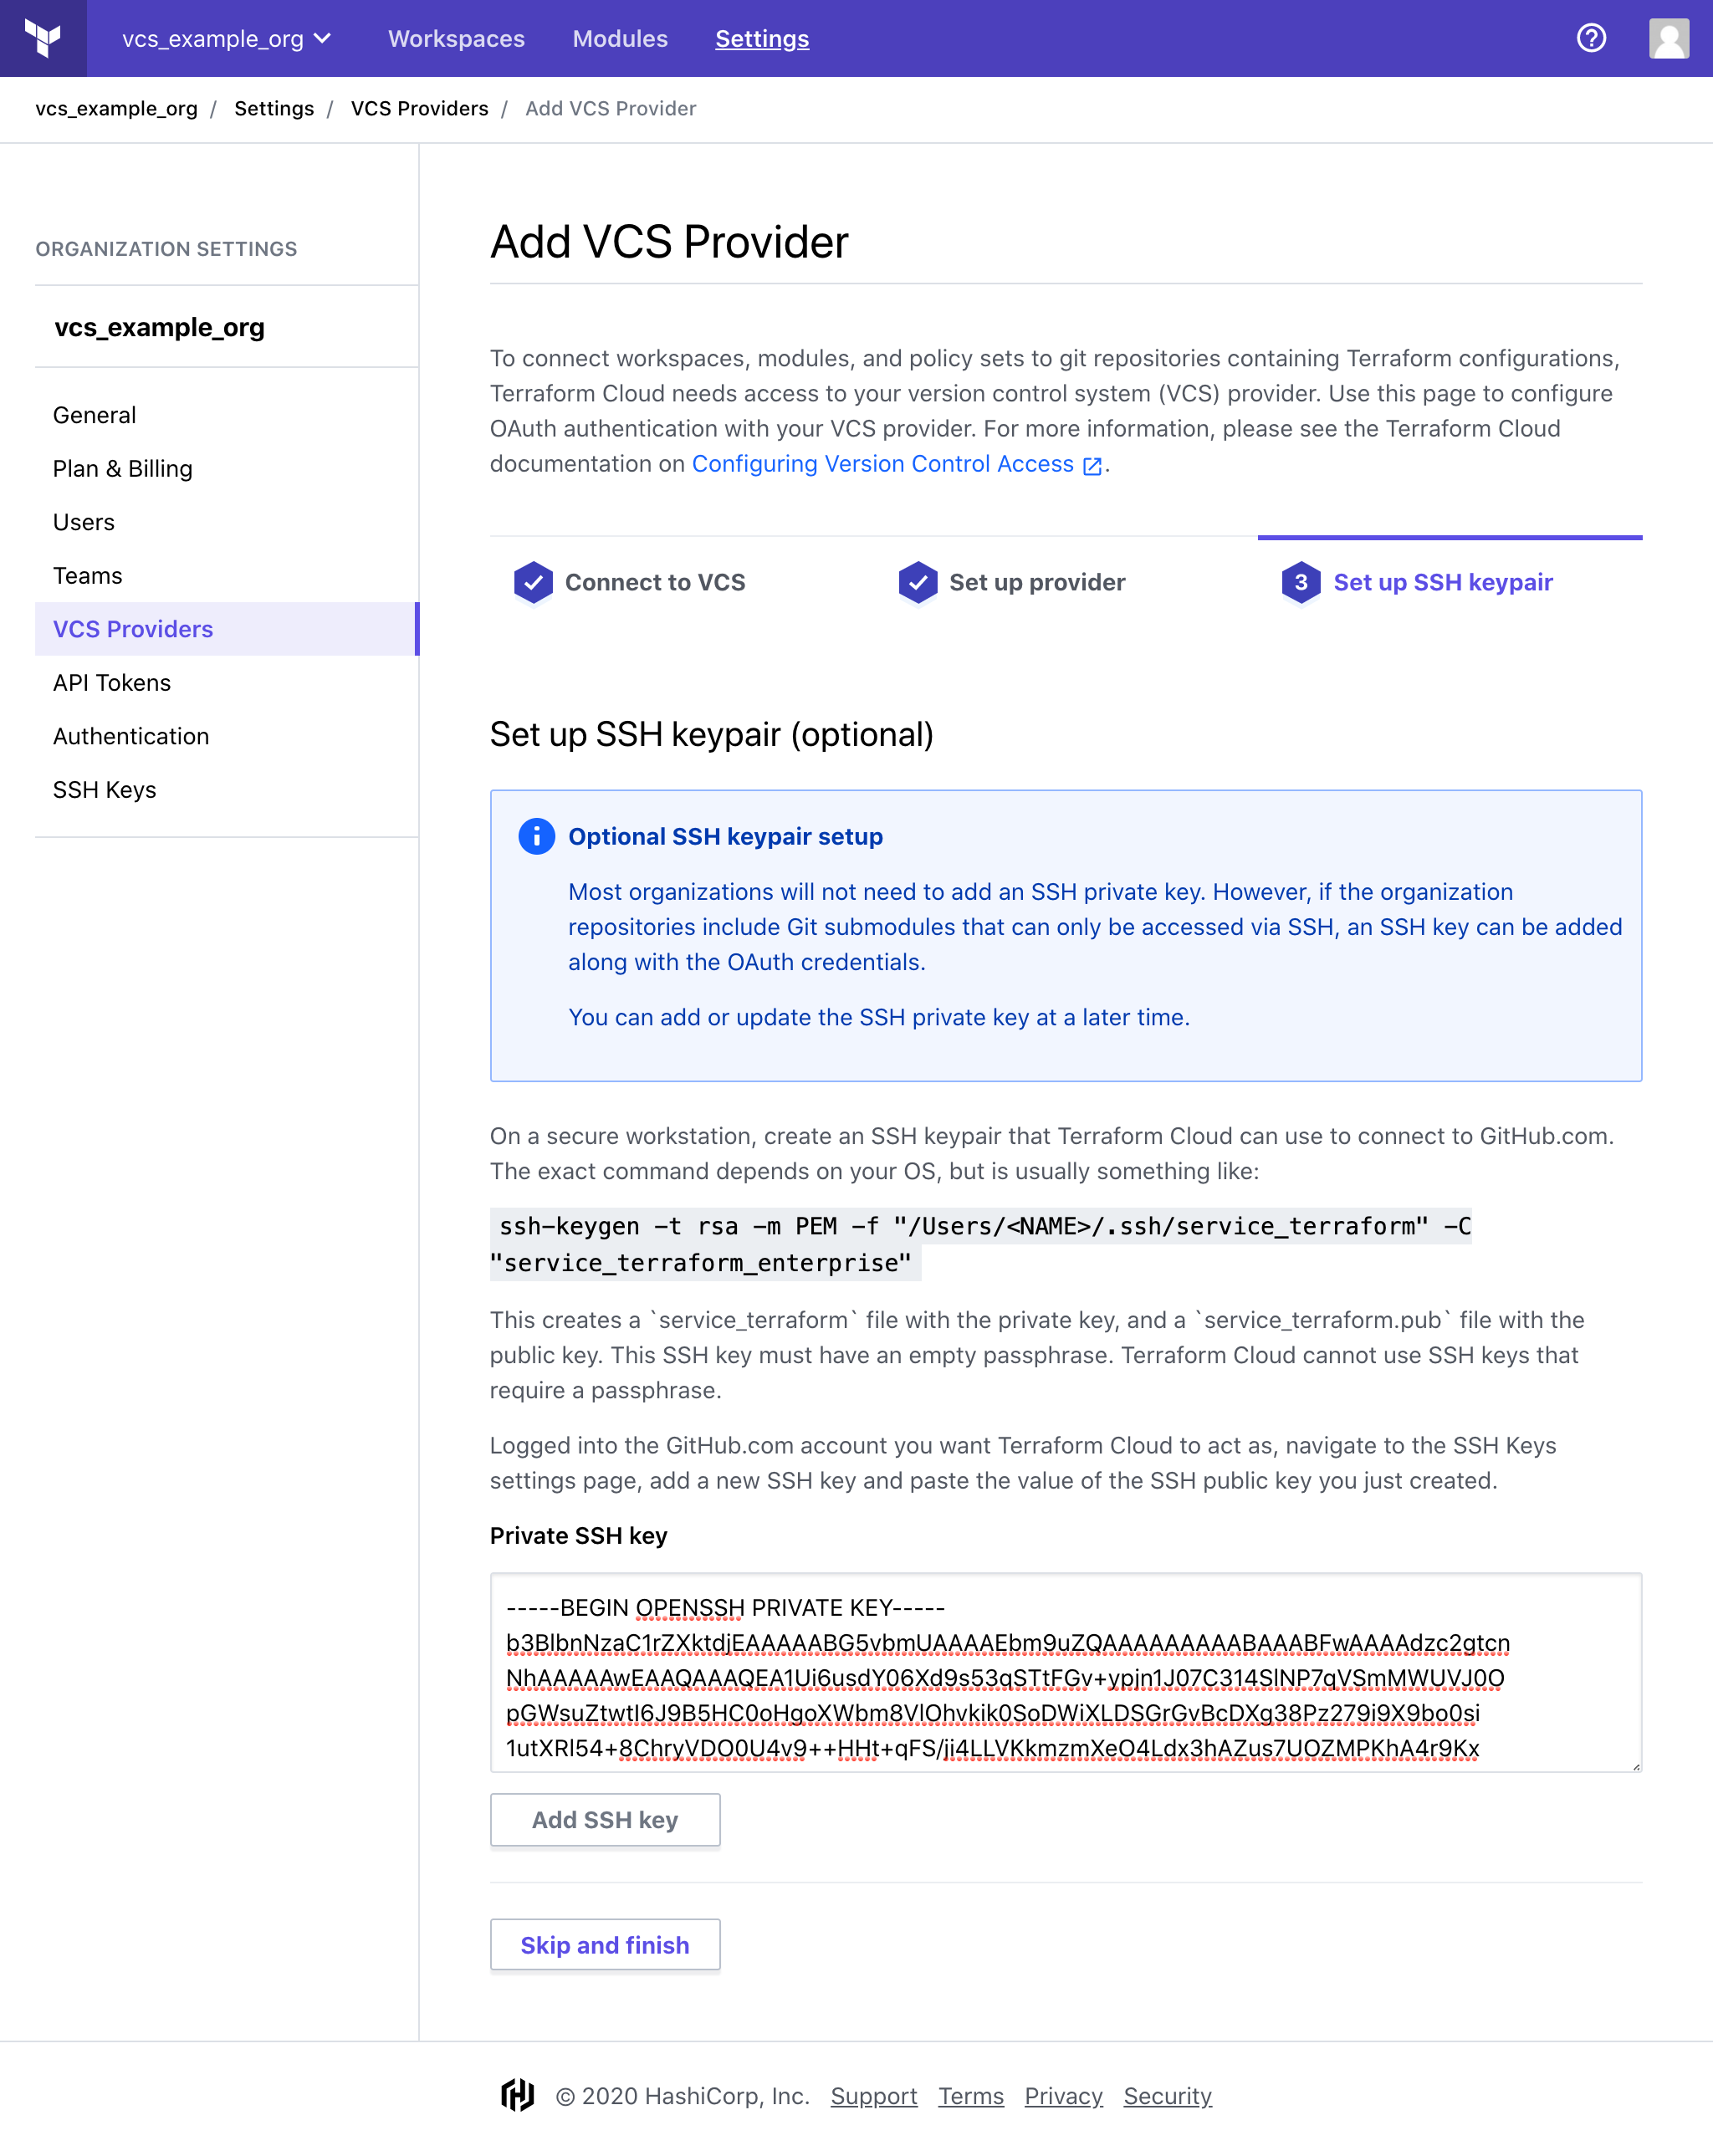 vcs_example_org Workspaces Modules Settings
vcs_example_org / Settings / VCS Providers / Add VCS Provider
ORGANIZATION SETTINGS
vcs_example_org
General
Plan & Billing
Users
Teams
VCS Providers
API Tokens
Authentication
SSH Keys
Add VCS Provider
To connect workspaces, modules, and policy sets to git repositories containing Terraform configurations,
Terraform Cloud needs access to your version control system (VCS) provider. Use this page to configure
OAuth authentication with your VCS provider. For more information, please see the Terraform Cloud
documentation on Configuring Version Control Access .
Connect to VCS
Set up provider
3 Set up SSH keypair
Set up SSH keypair (optional)
Optional SSH keypair setup
Most organizations will not need to add an SSH private key. However, if the organization
repositories include Git submodules that can only be accessed via SSH, an SSH key can be added
along with the OAuth credentials.
You can add or update the SSH private key at a later time.
On a secure workstation, create an SSH keypair that Terraform Cloud can use to connect to GitHub.com.
The exact command depends on your OS, but is usually something like:
ssh-keygen -t rsa -m PEM -f "/Users/<NAME>/.ssh/service_terraform" -C
"service_terraform_enterprise"
This creates a `service_terraform` file with the private key, and a `service_terraform.pub` file with the
public key. This SSH key must have an empty passphrase. Terraform Cloud cannot use SSH keys that
require a passphrase.
Logged into the GitHub.com account you want Terraform Cloud to act as, navigate to the SSH Keys
settings page, add a new SSH key and paste the value of the SSH public key you just created.
Private SSH key
-----BEGIN OPENSSH PRIVATE KEY-----
b3BlbnNzaC1rZXktdjEAAAAABG5vbmUAAAAEbm9uZQAAAAAAAAABAAABFwAAAAdzc2gtcn
NhAAAAAwEAAQAAAQEA1Ui6usdY06Xd9s53qSTtFGv+ypjn1J07C314SlNP7qVSmMWUVJ0O
pGWsuZtwtI6J9B5HC0oHgoXWbm8VlOhvkik0SoDWiXLDSGrGvBcDXg38Pz279i9X9bo0si
1utXRl54+8ChryVDO0U4v9++HHt+qFS/ji4LLVKkmzmXeO4Ldx3hAZus7UOZMPKhA4r9Kx
Add SSH key
Skip and finish
© 2020 HashiCorp, Inc. Support Terms Privacy Security